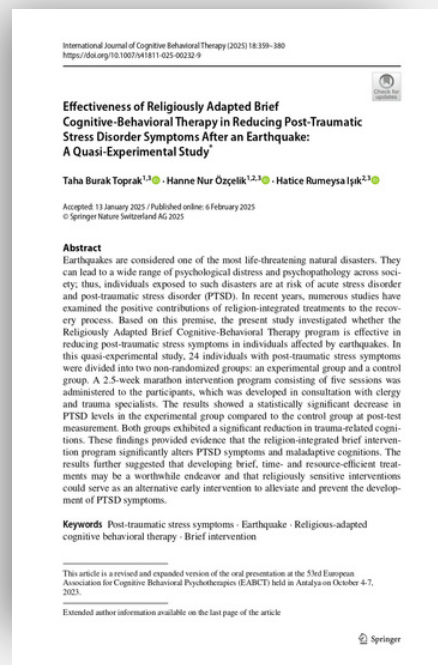 International Journal of Cognitive Behavioral Therapy (2025) 18:359–380
https://doi.org/10.1007/s41811-025-00232-9
Check for
updates
Effectiveness of Religiously Adapted Brief
Cognitive-Behavioral Therapy in Reducing Post-Traumatic
Stress Disorder Symptoms After an Earthquake:
A Quasi-Experimental Study*
Taha Burak Toprak1,3 · Hanne Nur Özçelik1,2,3 · Hatice Rumeysa Işık2,3
Accepted: 13 January 2025 / Published online: 6 February 2025
© Springer Nature Switzerland AG 2025
Abstract
Earthquakes are considered one of the most life-threatening natural disasters. They
can lead to a wide range of psychological distress and psychopathology across soci-
ety; thus, individuals exposed to such disasters are at risk of acute stress disorder
and post-traumatic stress disorder (PTSD). In recent years, numerous studies have
examined the positive contributions of religion-integrated treatments to the recov-
ery process. Based on this premise, the present study investigated whether the
Religiously Adapted Brief Cognitive-Behavioral Therapy program is effective in
reducing post-traumatic stress symptoms in individuals affected by earthquakes. In
this quasi-experimental study, 24 individuals with post-traumatic stress symptoms
were divided into two non-randomized groups: an experimental group and a control
group. A 2.5-week marathon intervention program consisting of five sessions was
administered to the participants, which was developed in consultation with clergy
and trauma specialists. The results showed a statistically significant decrease in
PTSD levels in the experimental group compared to the control group at post-test
measurement. Both groups exhibited a significant reduction in trauma-related cogni-
tions. These findings provided evidence that the religion-integrated brief interven-
tion program significantly alters PTSD symptoms and maladaptive cognitions. The
results further suggested that developing brief, time- and resource-efficient treat-
ments may be a worthwhile endeavor and that religiously sensitive interventions
could serve as an alternative early intervention to alleviate and prevent the develop-
ment of PTSD symptoms.
Keywords Post-traumatic stress symptoms · Earthquake · Religious-adapted
cognitive behavioral therapy · Brief intervention
This article is a revised and expanded version of the oral presentation at the 53rd European
Association for Cognitive Behavioral Psychotherapies (EABCT) held in Antalya on October 4-7,
2023.
Extended author information available on the last page of the article
Springer